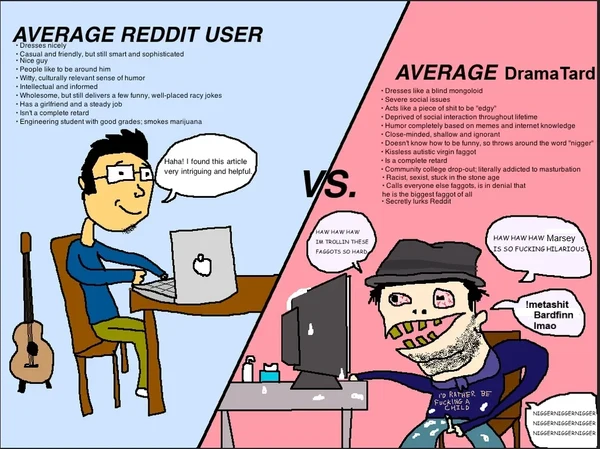 AVERAGE REDDIT USER
• Dresses nicely
• Casual and friendly, but still smart and sophisticated
• Nice guy
• People like to be around him
• Witty, culturally relevant sense of humor
• Intellectual and informed
• Wholesome, but still delivers a few funny, well-placed racy jokes
• Has a girlfriend and a steady job
• Isn't a complete retard
• Engineering student with good grades; smokes marijuana
Haha! I found this article
very intriguing and helpful.
VS.
AVERAGE DramaTard
• Dresses like a blind mongoloid
• Severe social issues
• Acts like a piece of shit to be "edgy"
• Deprived of social interaction throughout lifetime
• Humor completely based on memes and internet knowledge
• Close-minded, shallow and ignorant
• Doesn't know how to be funny, so throws around the word "nigger"
• Kissless autistic virgin faggot
• Is a complete retard
• Community college drop-out; literally addicted to masturbation
• Racist, sexist, stuck in the stone age
• Calls everyone else faggots, is in denial that
he is the biggest faggot of all
• Secretly lurks Reddit
HAW HAW HAW
IM TROLLIN THESE
FAGGOTS SO HARD
HAW HAW HAW Marsey
IS SO FUCKING HILARIOUS
!metashit
Bardfinn
lmao
I'D RATHER BE
FUCKING A
CHILD
NIGGERNIGGERNIGGER
NIGGERNIGGERNIGGER
NIGGERNIGGERNIGGER